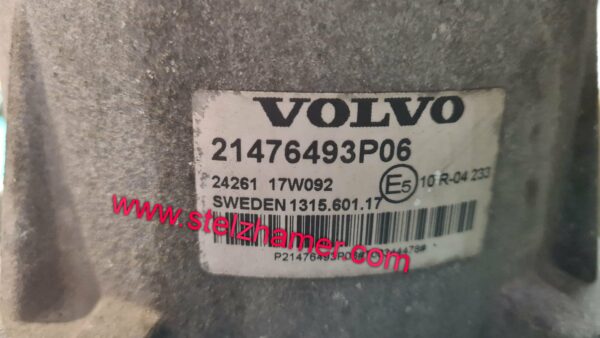 VOLVO
21476493P06
24261 17W092 E5 10 R-04 233
SWEDEN 1315.601.17
www.stelzhamer.com